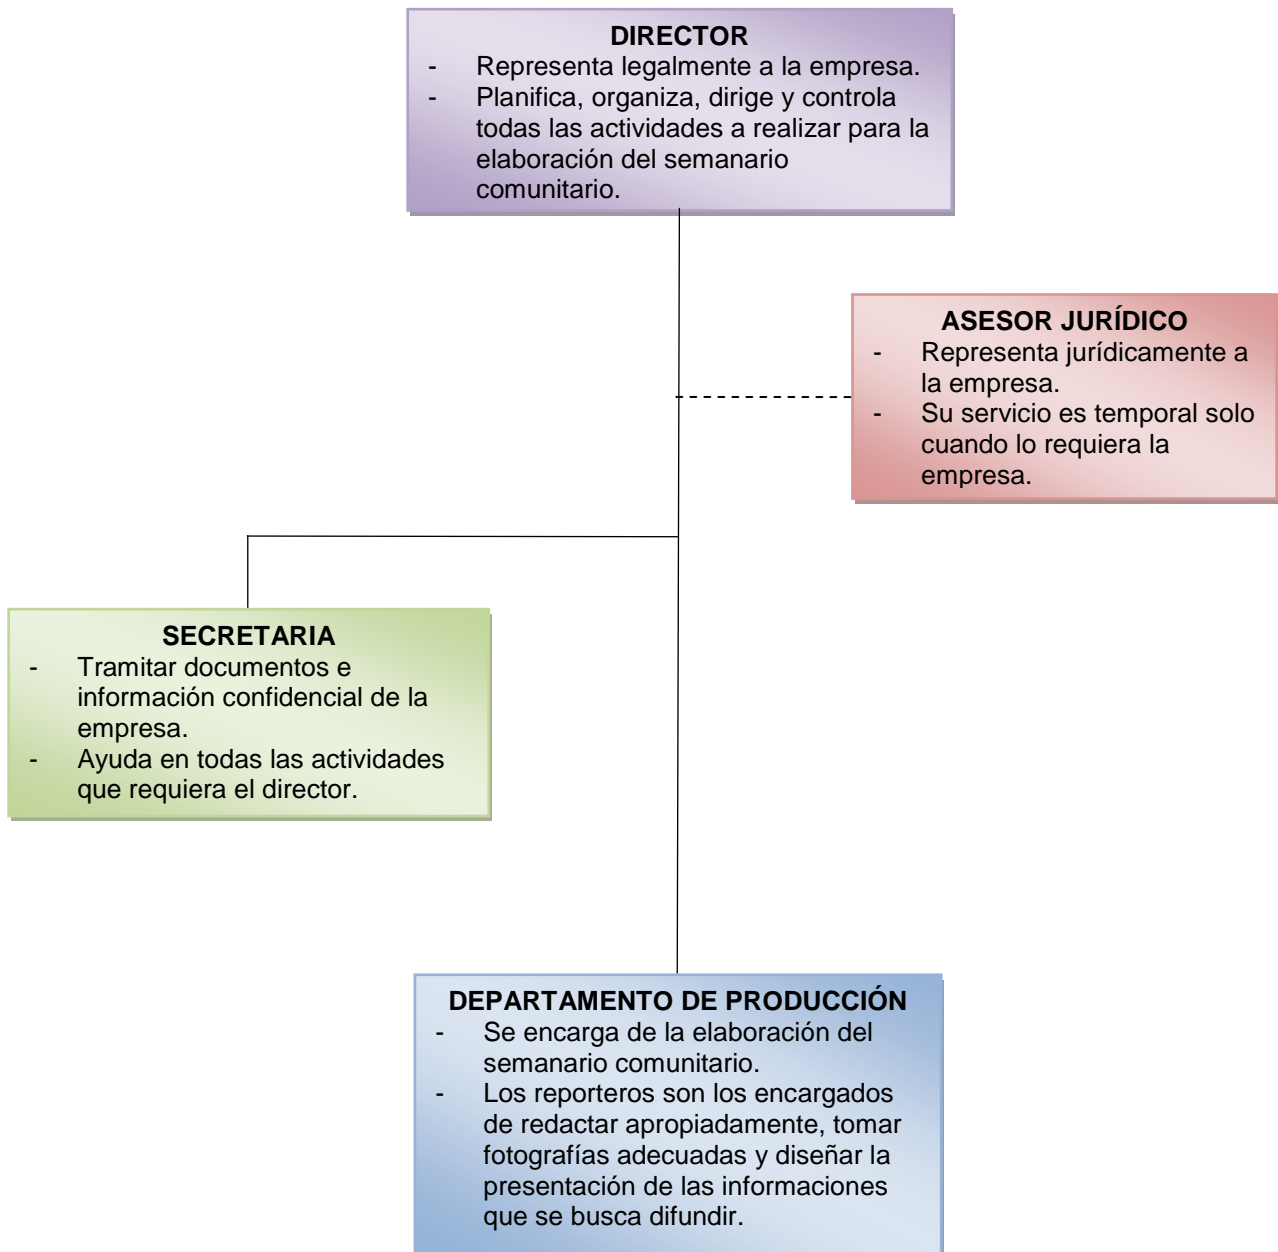 DIRECTOR
- Representa legalmente a la empresa.
- Planifica, organiza, dirige y controla
todas las actividades a realizar para la
elaboración del semanario
comunitario.
ASESOR JURÍDICO
- Representa jurídicamente a
la empresa.
- Su servicio es temporal solo
cuando lo requiera la
empresa.
SECRETARIA
- Tramitar documentos e
información confidencial de la
empresa.
- Ayuda en todas las actividades
que requiera el director.
DEPARTAMENTO DE PRODUCCIÓN
- Se encarga de la elaboración del
semanario comunitario.
- Los reporteros son los encargados
de redactar apropiadamente, tomar
fotografías adecuadas y diseñar la
presentación de las informaciones
que se busca difundir.